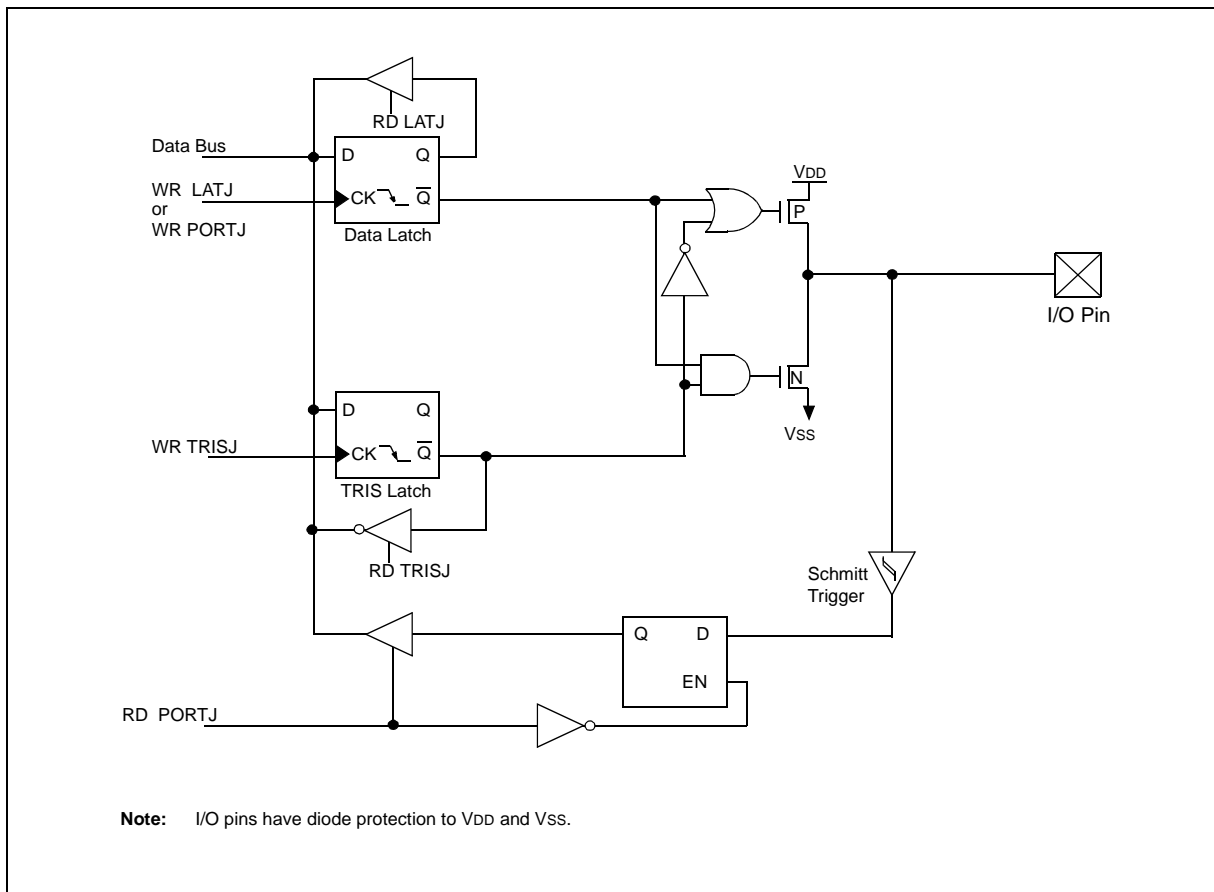 RD LATJ
Data Bus
D Q
WR LATJ
or
WR PORTJ
CK Q
Data Latch
VDD
P
I/O Pin
N
VSS
D Q
WR TRISJ
CK Q
TRIS Latch
RD TRISJ
Schmitt
Trigger
Q D
EN
RD PORTJ
Note: I/O pins have diode protection to VDD and VSS.